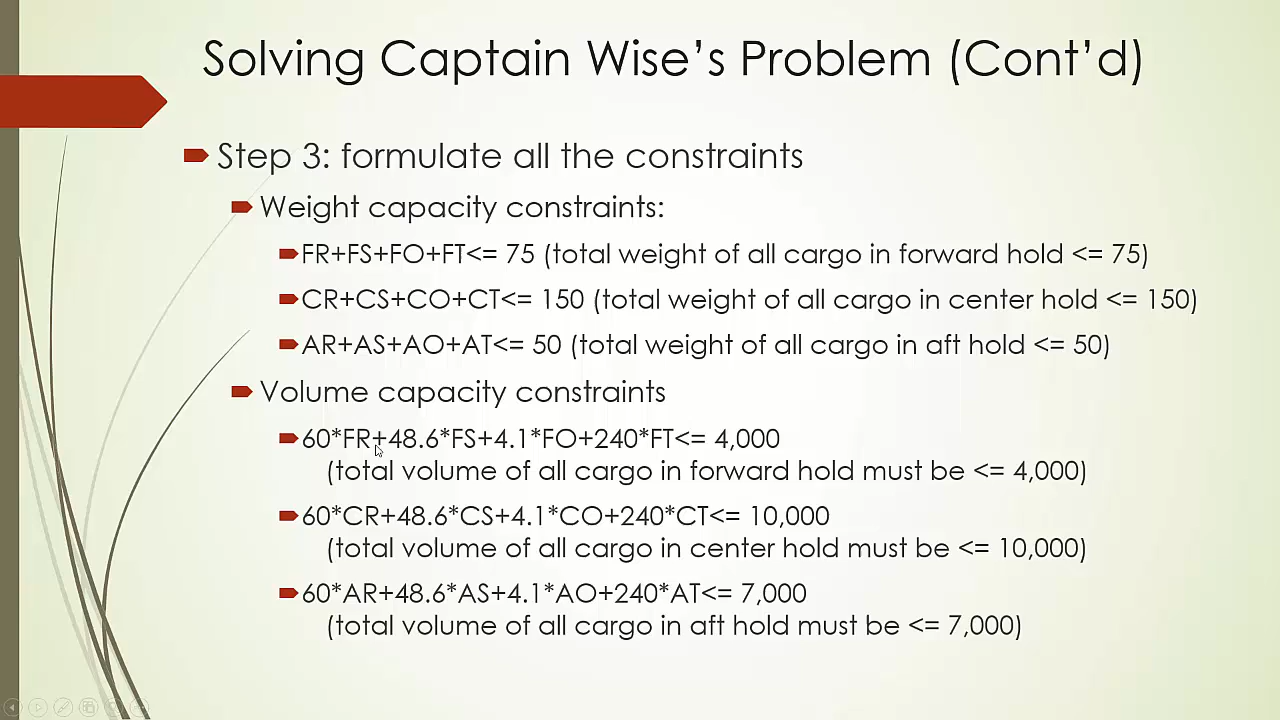 Solving Captain Wise's Problem (Cont'd)
Step 3: formulate all the constraints
Weight capacity constraints:
FR+FS+FO+FT<= 75 (total weight of all cargo in forward hold <= 75)
CR+CS+CO+CT<= 150 (total weight of all cargo in center hold <= 150)
AR+AS+AO+AT<= 50 (total weight of all cargo in aft hold <= 50)
Volume capacity constraints
60*FR+48.6*FS+4.1*FO+240*FT<= 4,000
(total volume of all cargo in forward hold must be <= 4,000)
60*CR+48.6*CS+4.1*CO+240*CT<= 10,000
(total volume of all cargo in center hold must be <= 10,000)
60*AR+48.6*AS+4.1*AO+240*AT<= 7,000
(total volume of all cargo in aft hold must be <= 7,000)